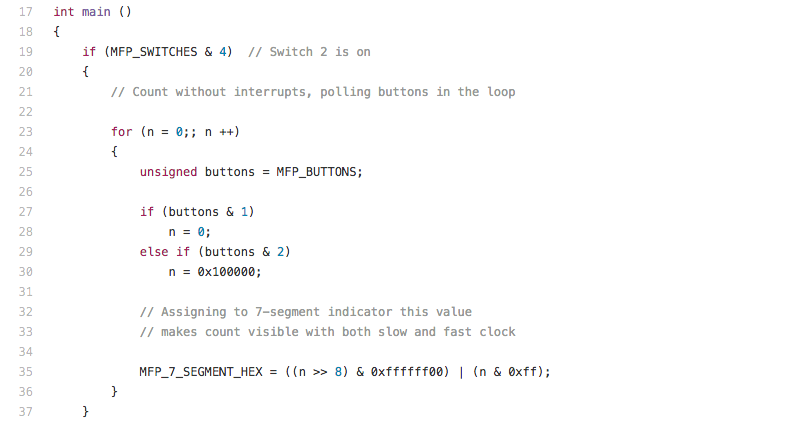 17 int main ()
18 {
19     if (MFP_SWITCHES & 4)  // Switch 2 is on
20     {
21         // Count without interrupts, polling buttons in the loop
22
23         for (n = 0;; n ++)
24         {
25             unsigned buttons = MFP_BUTTONS;
26
27             if (buttons & 1)
28                 n = 0;
29             else if (buttons & 2)
30                 n = 0x100000;
31
32             // Assigning to 7-segment indicator this value
33             // makes count visible with both slow and fast clock
34
35             MFP_7_SEGMENT_HEX = ((n >> 8) & 0xffffff00) | (n & 0xff);
36         }
37     }